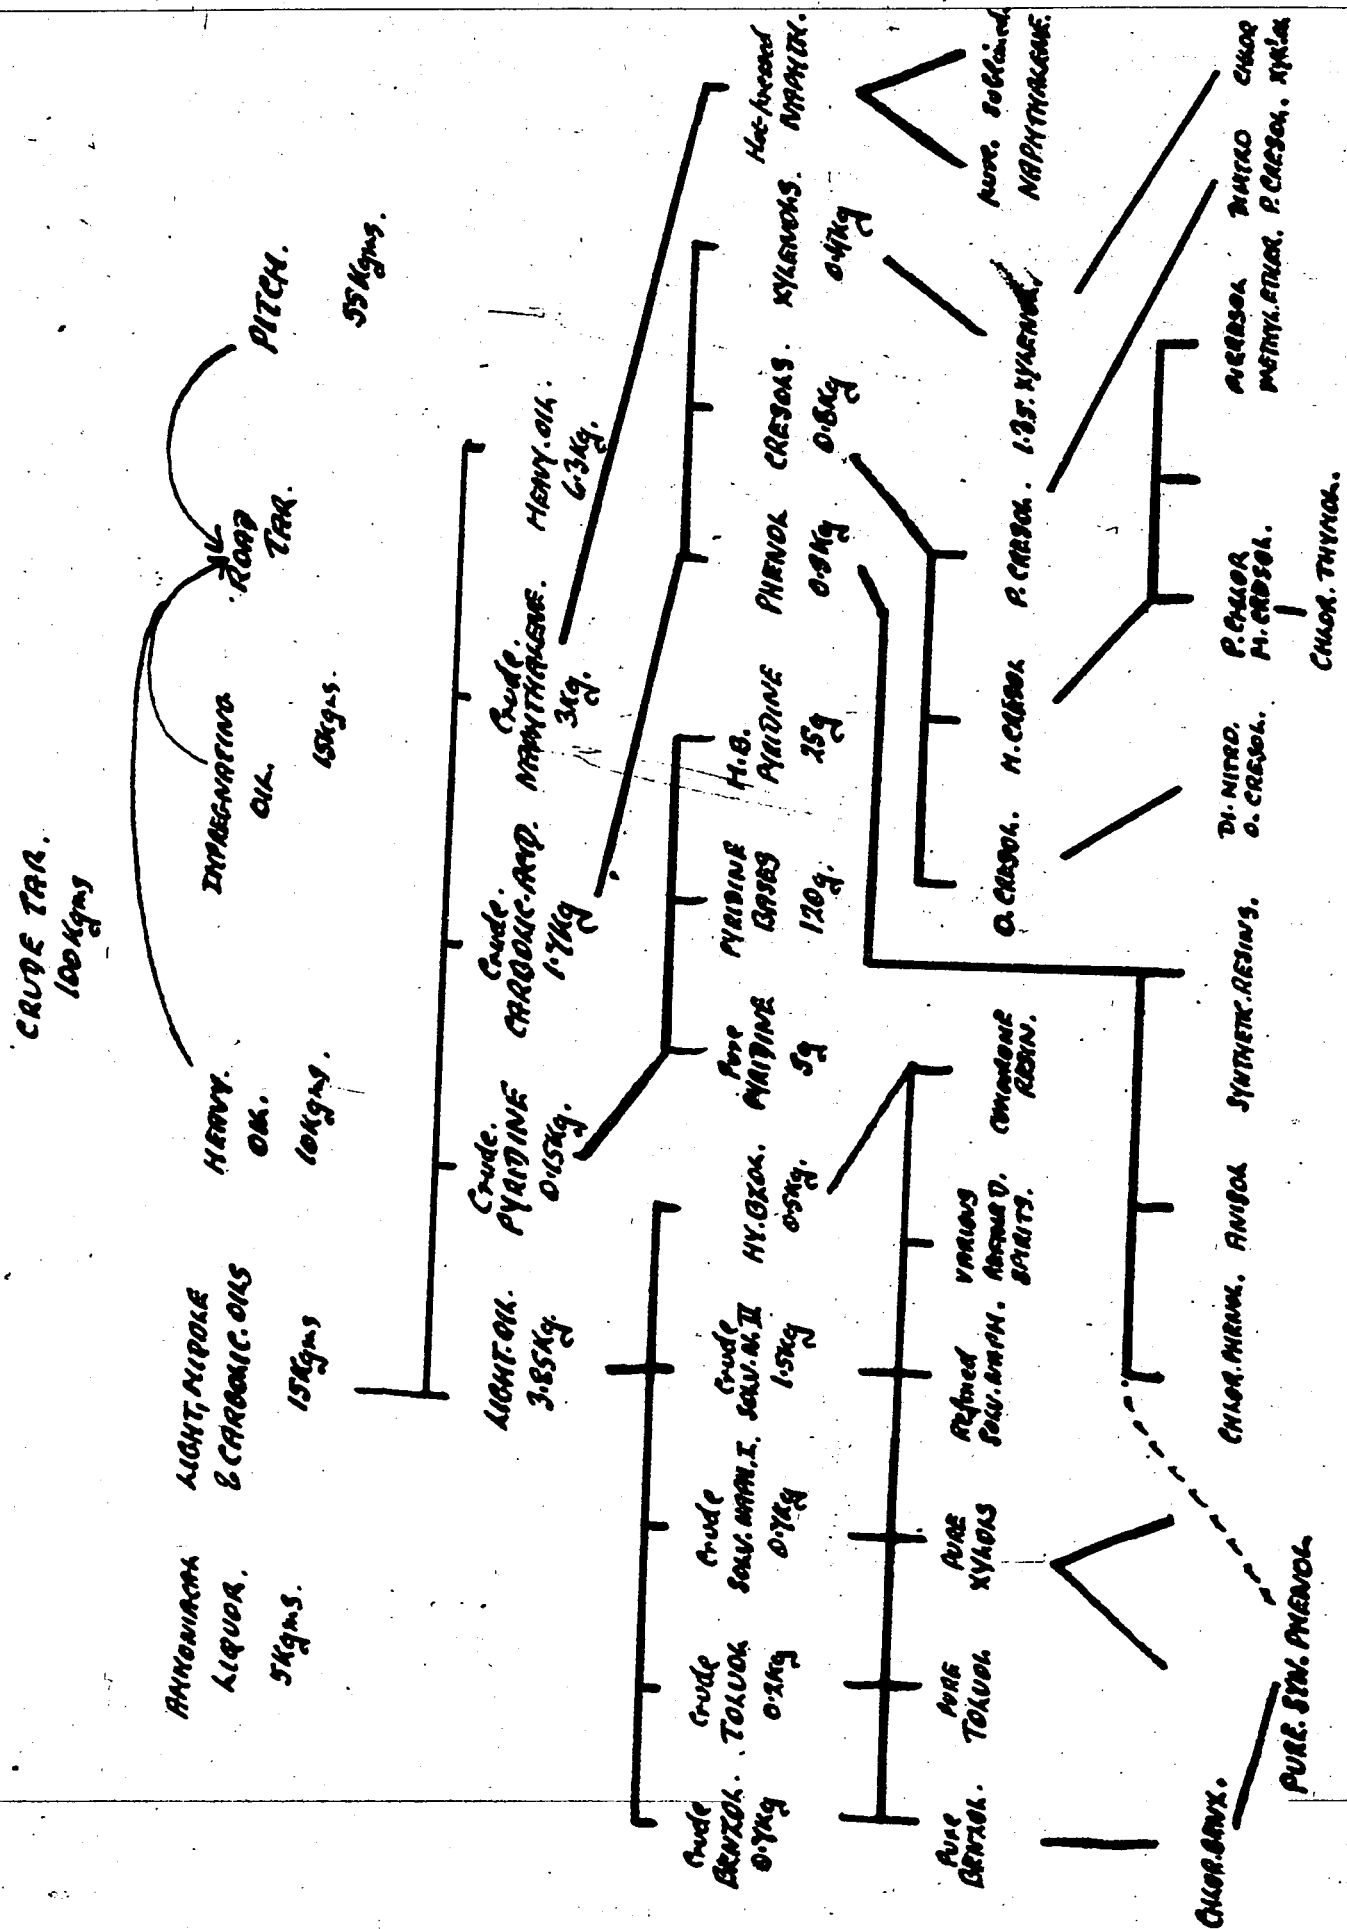 CRUDE TAR.
100Kgms
AMMONIACAL
LIQUOR.
5Kgms.
LIGHT, MIDDLE
& CARBOLIC. OILS
15Kgms
HEAVY.
OIL.
10Kgms.
IMPREGNATING
OIL.
15Kgms.
ROAD
TAR.
PITCH.
55Kgms.
LIGHT. OIL.
3.85Kg.
Crude.
PYRIDINE
0.15Kg.
Crude.
CARBOLIC. ACID.
1.7Kg
Crude.
NAPHTHALENE.
3Kg.
HEAVY. OIL.
6.3Kg.
Crude
BENZOL.
0.7Kg
Crude
TOLUOL
0.2Kg
Crude
SOLV. NAPH. I.
0.7Kg
Crude
SOLV. N. II
1.5Kg
HY. BZOL.
0.5Kg.
Pure
PYRIDINE
5g
PYRIDINE
BASES
120g.
H.B.
PYRIDINE
25g
PHENOL
0.3Kg
CRESOLS.
0.8Kg
XYLENOLS.
0.4Kg
Hot-pressed
NAPHTH.
Pure
BENZOL.
PURE
TOLUOL
PURE
XYLOLS
Refined
SOLV. NAPH.
VARIOUS
SPIRITS.
COUMARONE
RESIN.
O. CRESOL.
M. CRESOL
P. CRESOL.
1.3.5. XYLENOL.
PURE. Sublimed.
NAPHTHALENE.
CHLOR. BENZ.
PURE. SYN. PHENOL
CHLOR. PHENOL.
ANISOL
SYNTHETIC. RESINS.
DI. NITRO.
O. CRESOL.
P. CHLOR
M. CRESOL.
CHLOR. THYMOL.
METHYL. ETHER.
DINITRO
P. CRESOL.
CHLOR
XYL'OL